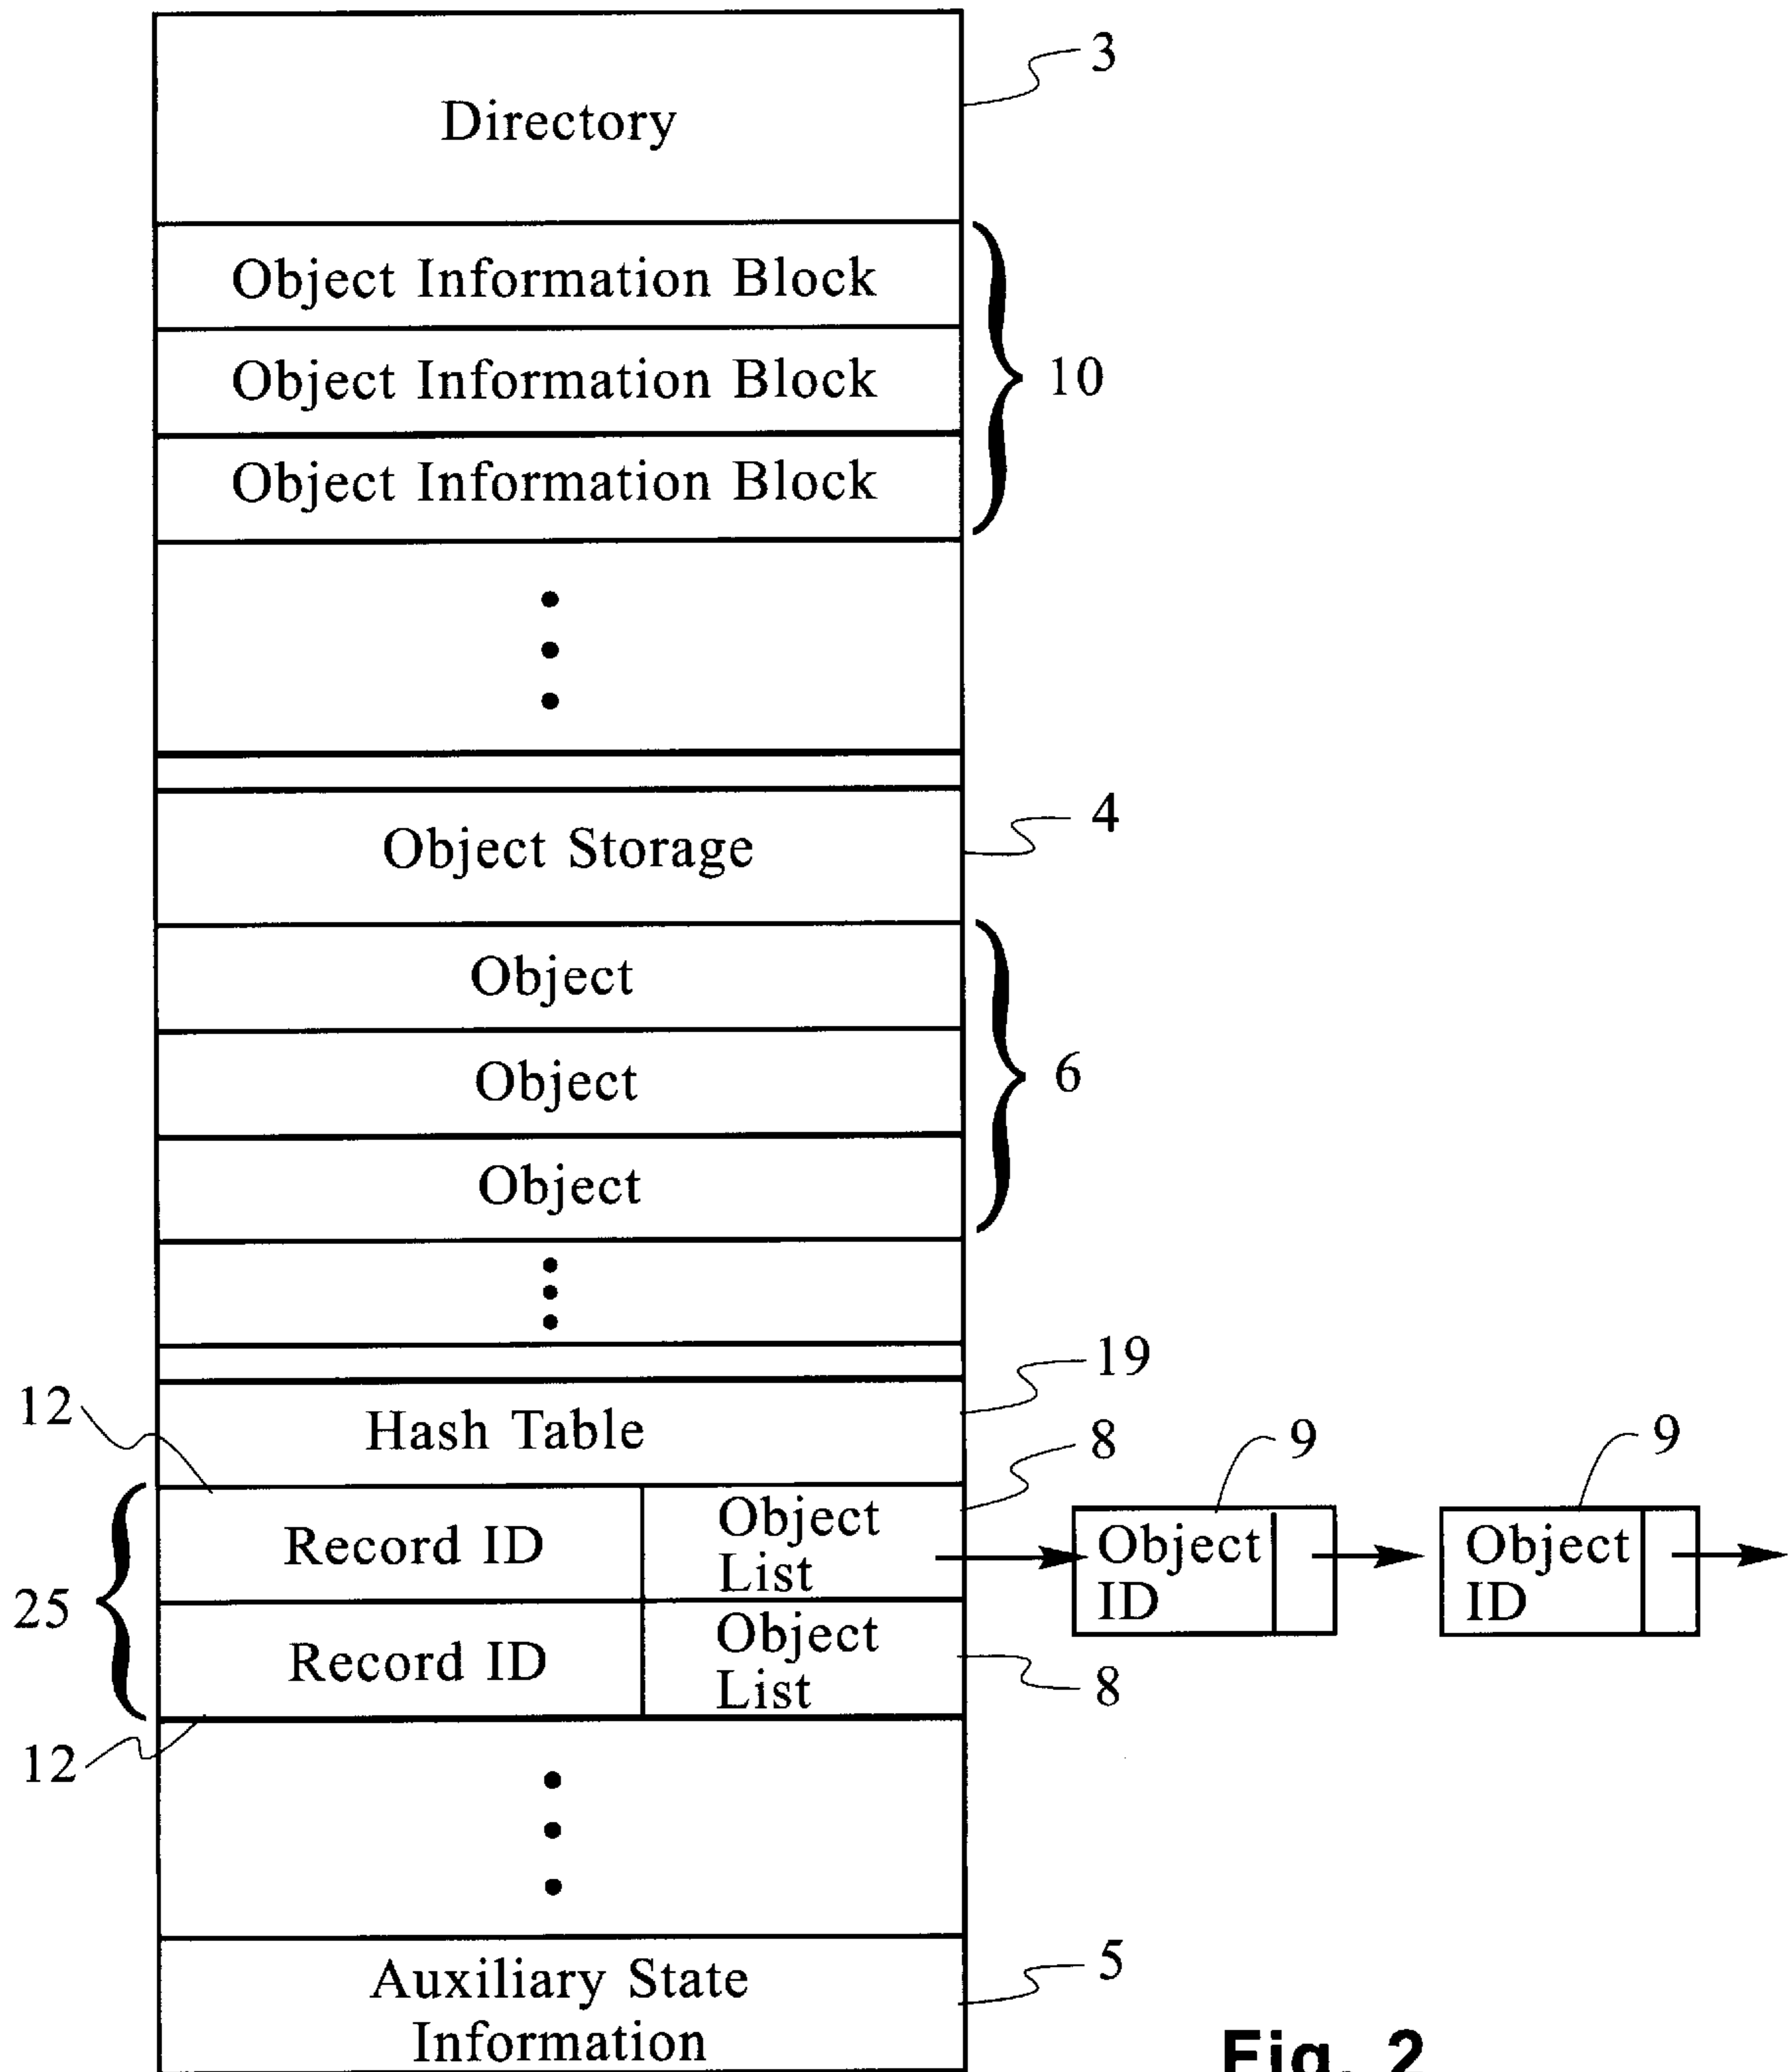 3
Directory
Object Information Block
Object Information Block
10
Object Information Block
4
Object Storage
Object
Object
6
Object
19
12
Hash Table
8
9
9
Record ID
Object
List
Object
ID
Object
ID
25
Record ID
Object
List
8
12
5
Auxiliary State
Information
Fig. 2